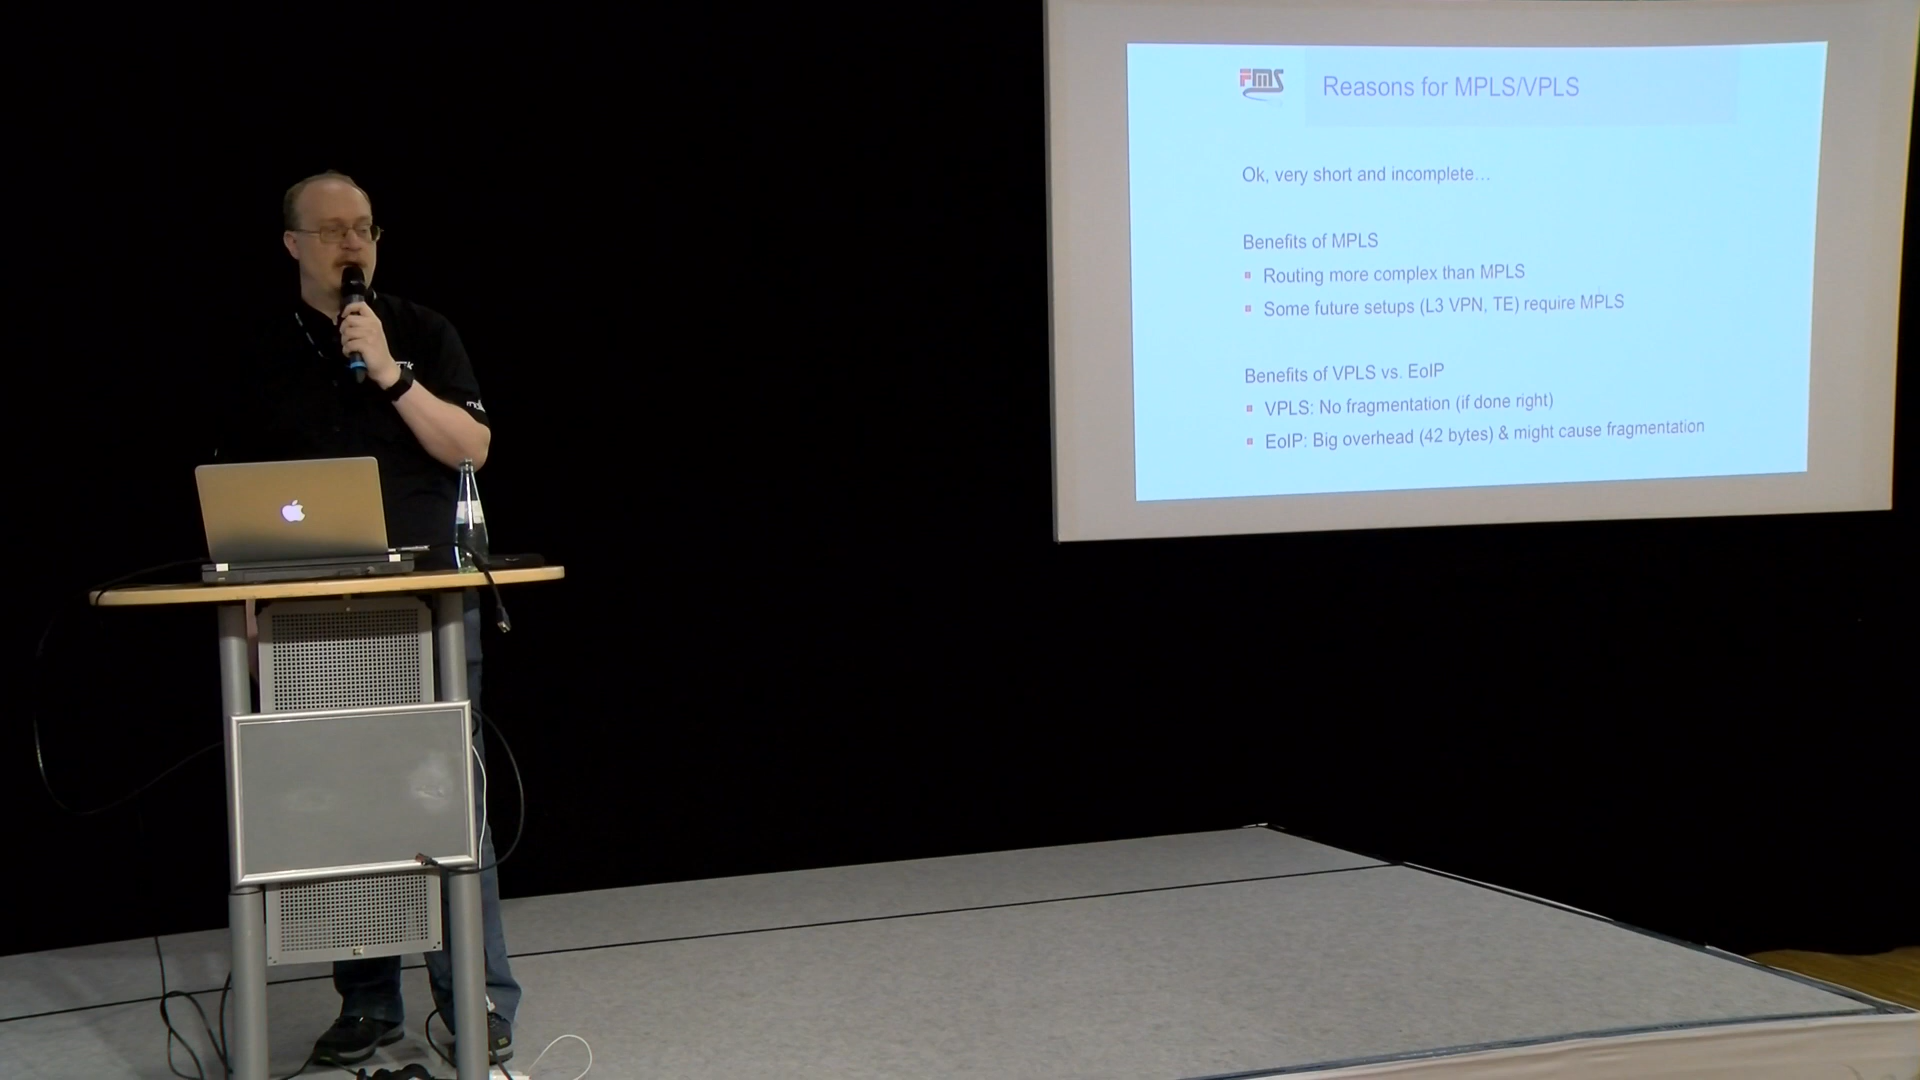 FMS
Reasons for MPLS/VPLS
Ok, very short and incomplete…
Benefits of MPLS
Routing more complex than MPLS
Some future setups (L3 VPN, TE) require MPLS
Benefits of VPLS vs. EoIP
VPLS: No fragmentation (if done right)
EoIP: Big overhead (42 bytes) & might cause fragmentation